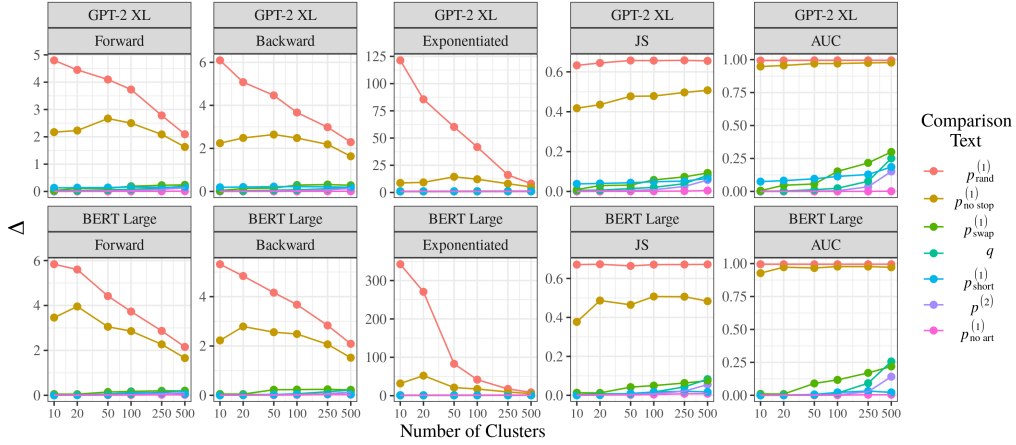 GPT-2 XL GPT-2 XL GPT-2 XL GPT-2 XL GPT-2 XL
Forward Backward Exponentiated JS AUC
5
4
3
2
1
0
6
4
2
0
125
100
75
50
25
0
0.6
0.4
0.2
0.0
1.00
0.75
0.50
0.25
0.00
BERT Large BERT Large BERT Large BERT Large BERT Large
Forward Backward Exponentiated JS AUC
6
4
2
0
4
2
0
300
200
100
0
0.6
0.4
0.2
0.0
1.00
0.75
0.50
0.25
0.00
10 20 50 100 250 500 10 20 50 100 250 500 10 20 50 100 250 500 10 20 50 100 250 500 10 20 50 100 250 500
Number of Clusters
Δ
Comparison
Text
p_rand^(1)
p_no stop^(1)
p_swap^(1)
q
p_short^(1)
p^(2)
p_no art^(1)